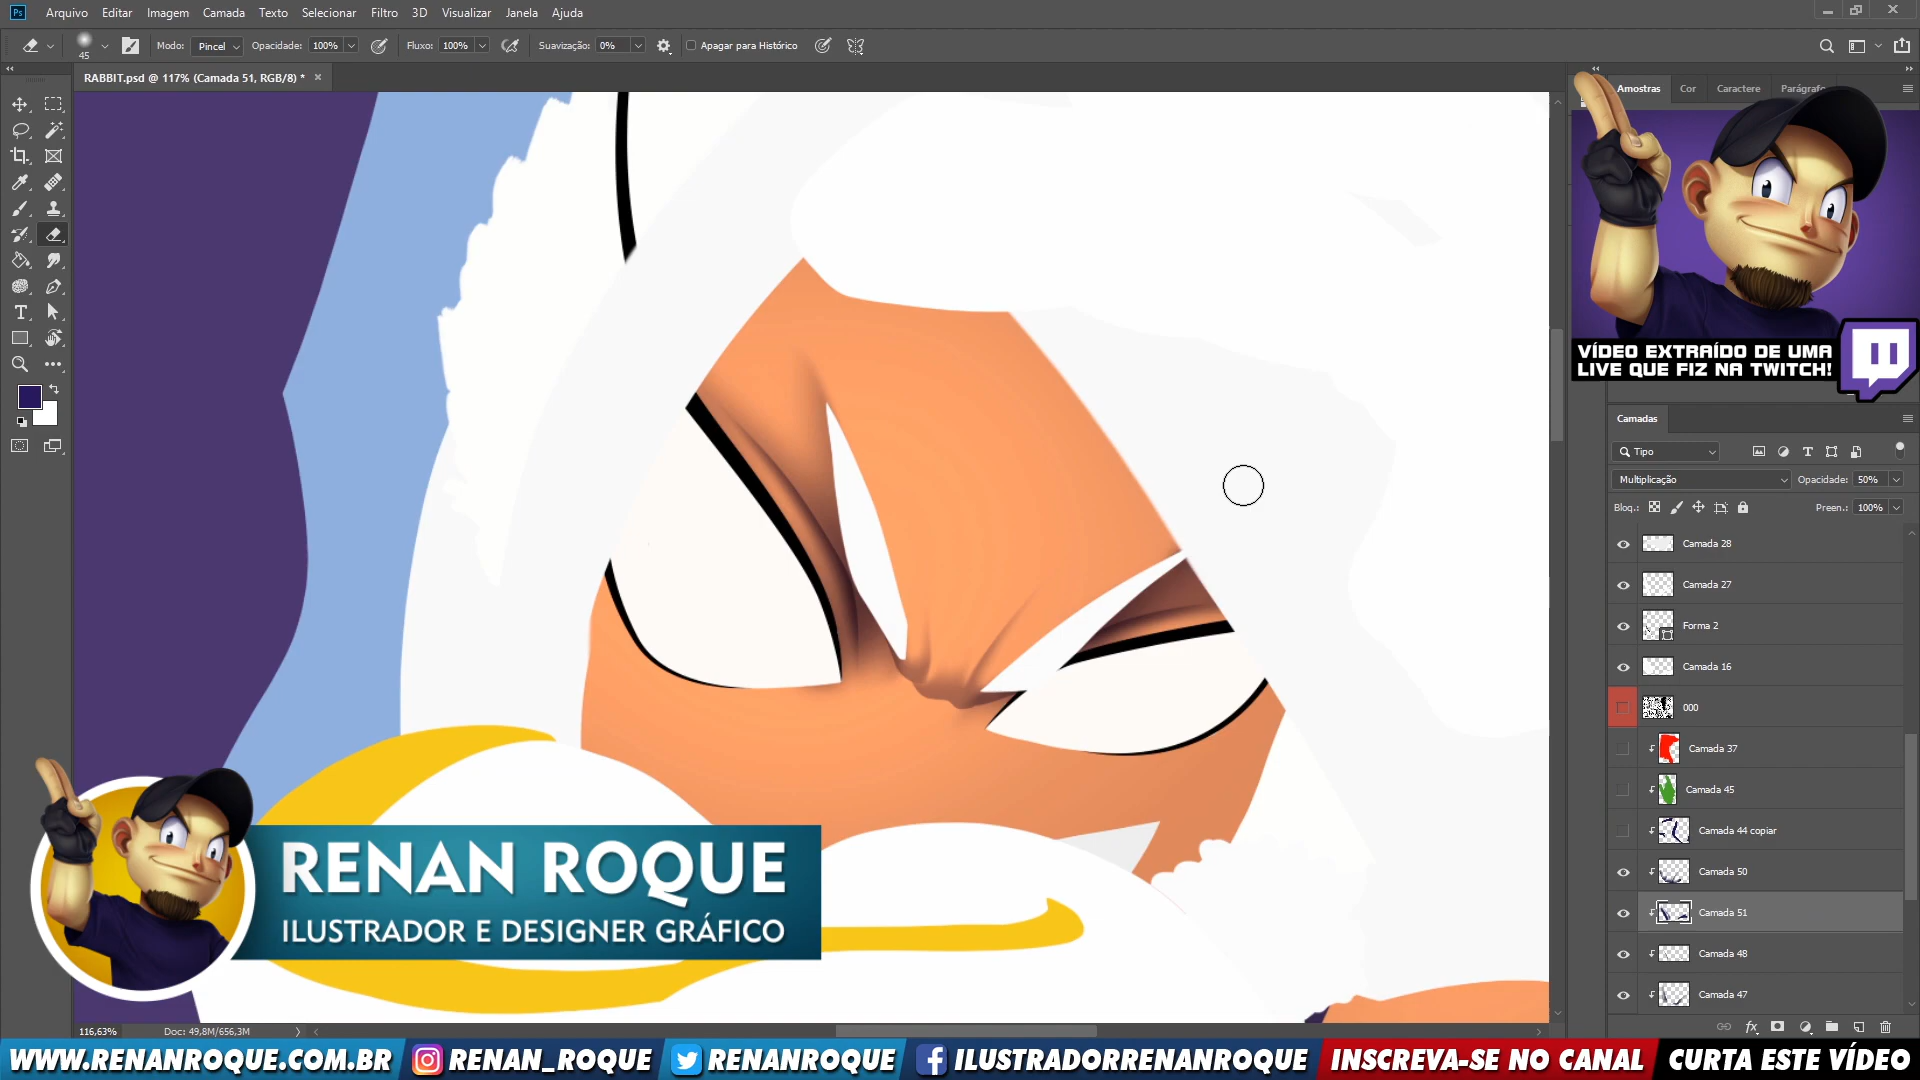 Ps Arquivo Editar Imagem Camada Texto Selecionar Filtro 3D Visualizar Janela Ajuda
45 Modo: Pincel Opacidade: 100% Fluxo: 100% Suavização: 0% Apagar para Histórico
RABBIT.psd @ 117% (Camada 51, RGB/8) *
Amostras Cor Caractere Parágrafo
VÍDEO EXTRAÍDO DE UMA
LIVE QUE FIZ NA TWITCH!
Camadas
Tipo
Multiplicação Opacidade: 50%
Bloq.: Preen.: 100%
Camada 28
Camada 27
Forma 2
Camada 16
000
Camada 37
Camada 45
Camada 44 copiar
Camada 50
Camada 51
Camada 48
Camada 47
RENAN ROQUE
ILUSTRADOR E DESIGNER GRÁFICO
116,63% Doc: 49,8M/656,3M
WWW.RENANROQUE.COM.BR RENAN_ROQUE RENANROQUE ILUSTRADORRENANROQUE INSCREVA-SE NO CANAL CURTA ESTE VÍDEO